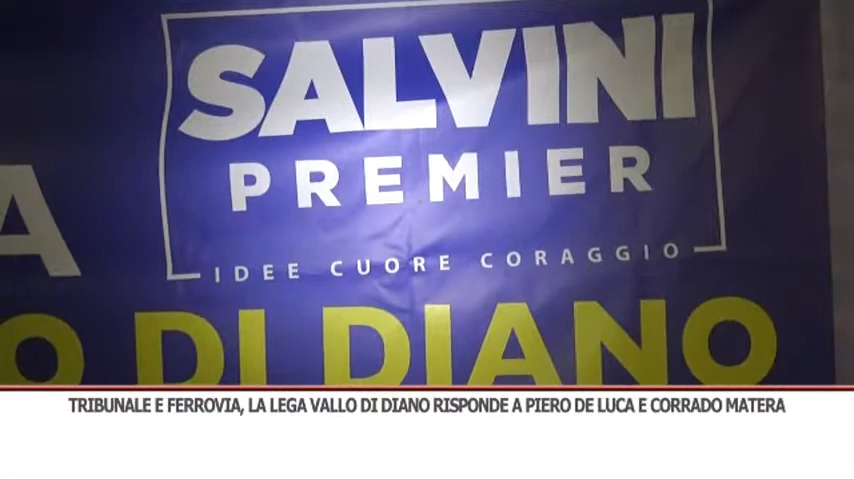 SALVINI
PREMIER
IDEE CUORE CORAGGIO
A
O DI DIANO
TRIBUNALE E FERROVIA, LA LEGA VALLO DI DIANO RISPONDE A PIERO DE LUCA E CORRADO MATERA